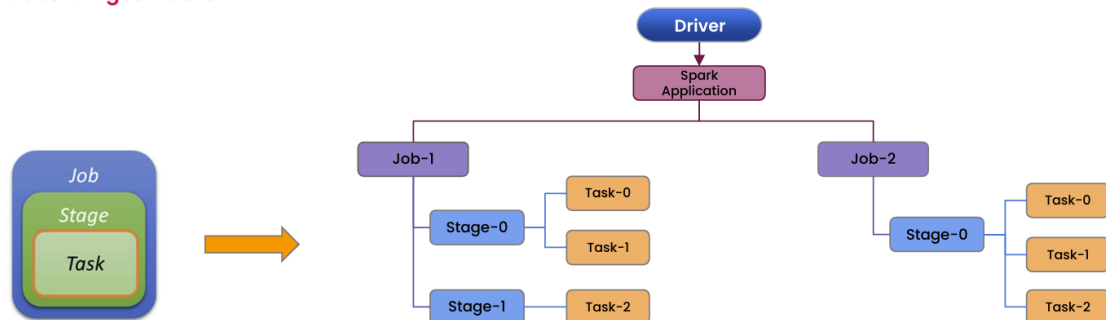 Driver
Spark
Application
Job-1
Job-2
Job
Stage
Task
Stage-0
Task-0
Task-1
Stage-1
Task-2
Stage-0
Task-0
Task-1
Task-2